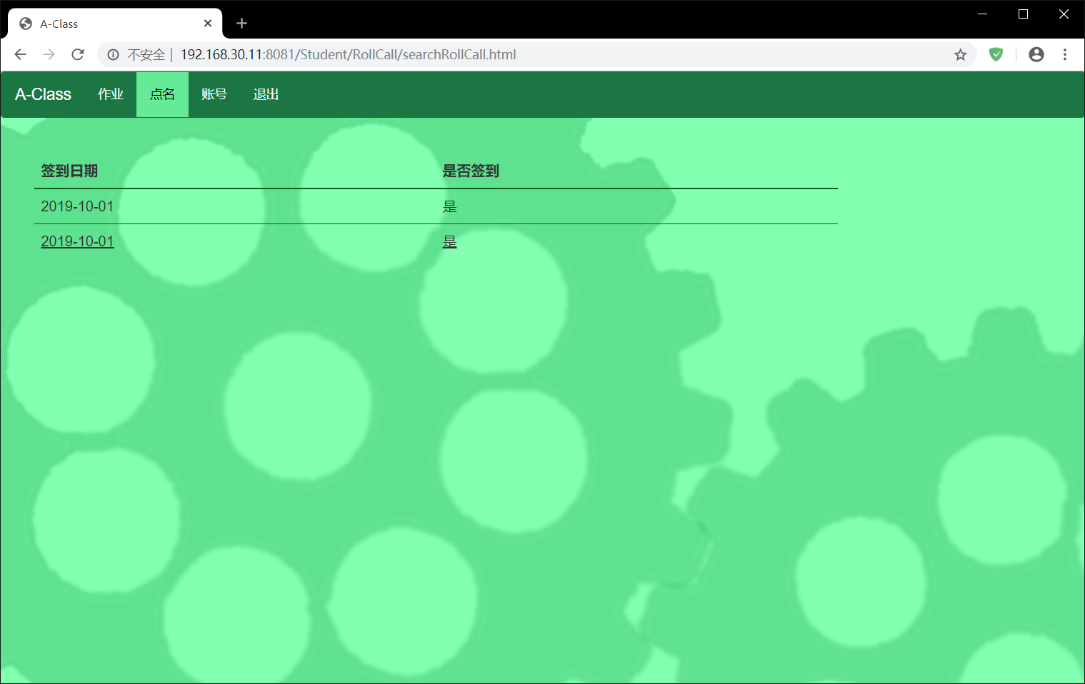 A-Class
不安全 | 192.168.30.11:8081/Student/RollCall/searchRollCall.html
A-Class 作业 点名 账号 退出
签到日期 是否签到
2019-10-01 是
2019-10-01 是